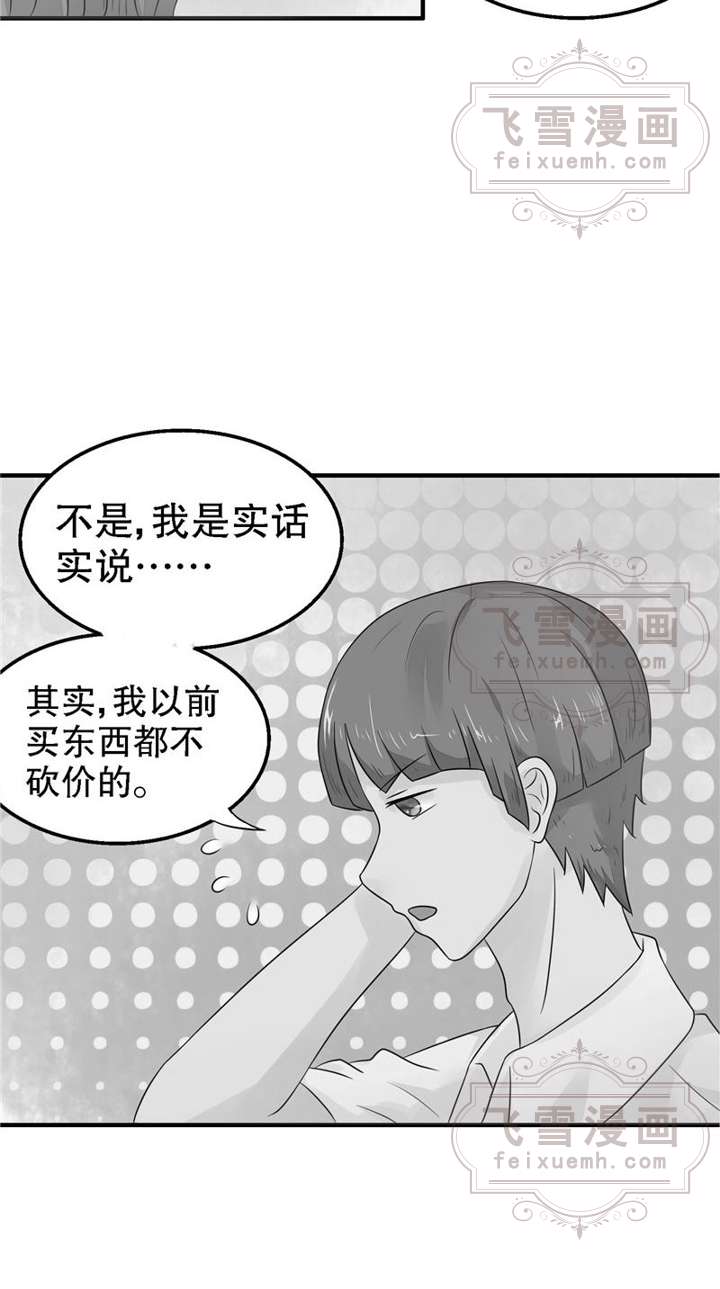 飞雪漫画
feixuemh.com
不是,我是实话
实说……
飞雪漫画
feixuemh.com
其实,我以前
买东西都不
砍价的。
飞雪漫画
feixuemh.com